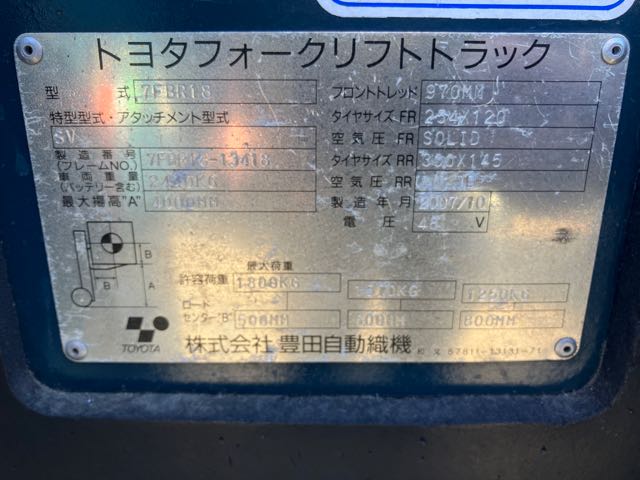 トヨタフォークリフトトラック
型 式 7FBR18 フロントトレッド 970MM
特型型式・アタッチメント型式 タイヤサイズ FR 254X120
SV 空気圧 FR SOLID
製造番号 (フレームNO.) タイヤサイズ RR 350X145
車両重量 (バッテリー含む) 空気圧 RR
最大揚高"A" 3000MM 製造年月 2007/10
電圧 48 V
B
B A
最大荷重
許容荷重 1800KG 1250KG
ロードセンター"B" 500MM 600MM 800MM
TOYOTA 株式会社 豊田自動織機 57811-13131-71